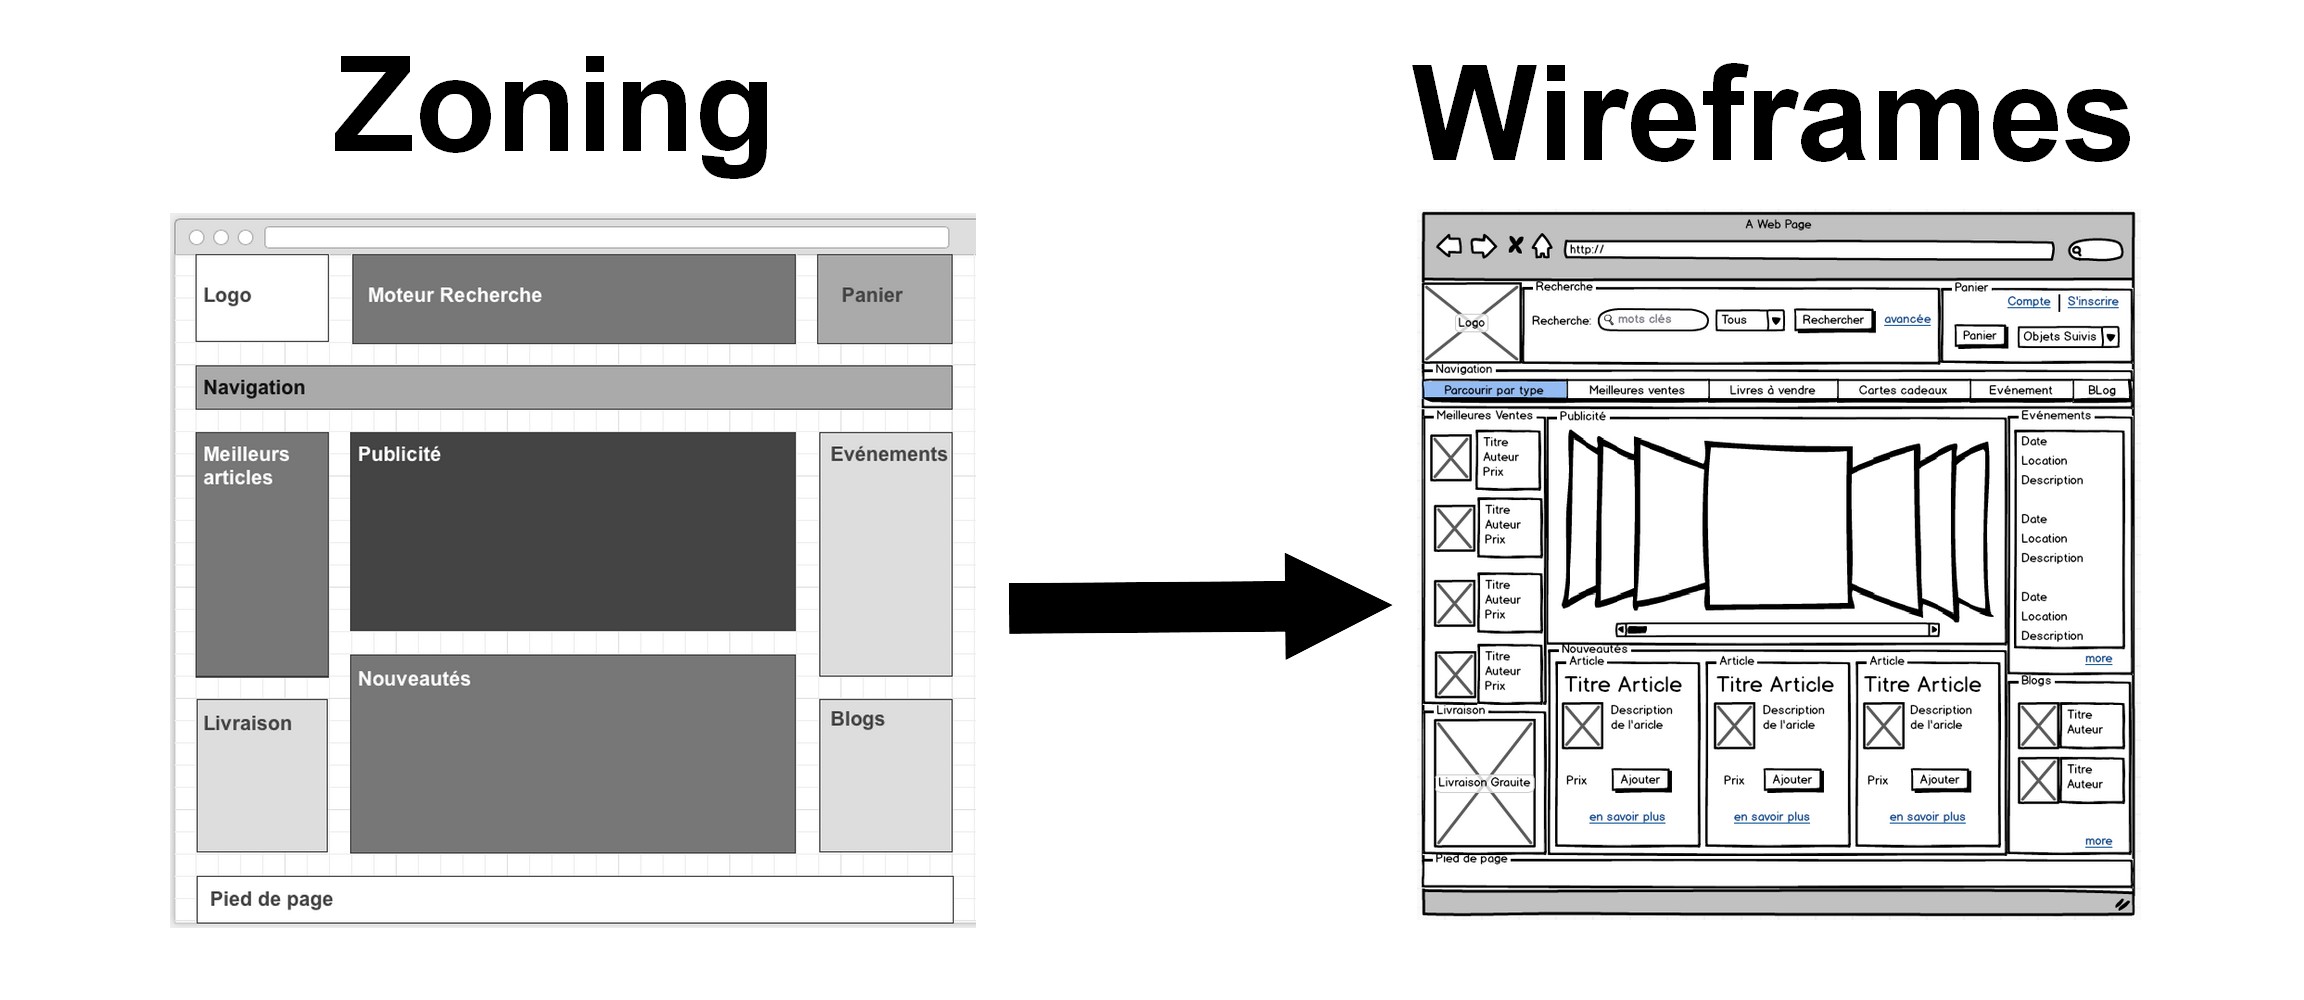 Zoning
Logo
Moteur Recherche
Panier
Navigation
Meilleurs
articles
Publicité
Evénements
Nouveautés
Livraison
Blogs
Pied de page
Wireframes
A Web Page
http://
Logo
Recherche
Recherche:
mots clés
Tous
Rechercher
avancée
Panier
Compte
S'inscrire
Panier
Objets Suivis
Navigation
Parcourir par type
Meilleures ventes
Livres à vendre
Cartes cadeaux
Evénement
BLog
Meilleures Ventes
Titre
Auteur
Prix
Titre
Auteur
Prix
Titre
Auteur
Prix
Titre
Auteur
Prix
Livraison
Livraison Grauite
Publicité
Nouveautés
Article
Titre Article
Description
de l'aricle
Prix
Ajouter
en savoir plus
Article
Titre Article
Description
de l'aricle
Prix
Ajouter
en savoir plus
Article
Titre Article
Description
de l'aricle
Prix
Ajouter
en savoir plus
Evénements
Date
Location
Description
Date
Location
Description
Date
Location
Description
more
Blogs
Titre
Auteur
Titre
Auteur
more
Pied de page